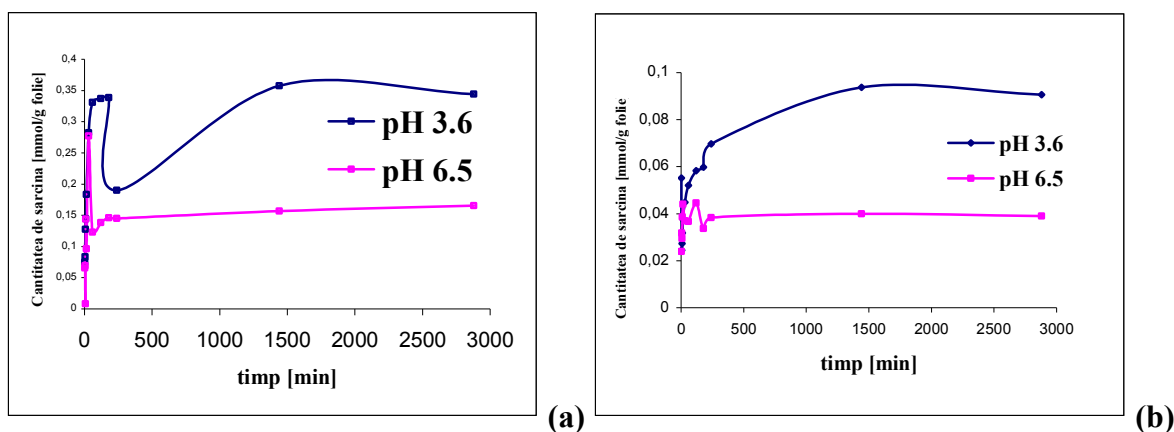 Cantitatea de sarcina [mmol/g folie]
0,4
0,35
0,3
0,25
0,2
0,15
0,1
0,05
0
0 500 1000 1500 2000 2500 3000
timp [min]
pH 3.6
pH 6.5
(a)
Cantitatea de sarcina [mmol/g folie]
0,1
0,08
0,06
0,04
0,02
0
0 500 1000 1500 2000 2500 3000
timp [min]
pH 3.6
pH 6.5
(b)